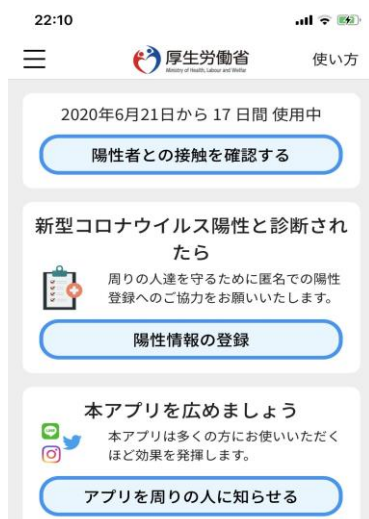 22:10
厚生労働省
Ministry of Health, Labour and Welfare
使い方
2020年6月21日から 17 日間 使用中
陽性者との接触を確認する
新型コロナウイルス陽性と診断され
たら
周りの人達を守るために匿名での陽性
登録へのご協力をお願いいたします。
陽性情報の登録
本アプリを広めましょう
本アプリは多くの方にお使いいただく
ほど効果を発揮します。
アプリを周りの人に知らせる